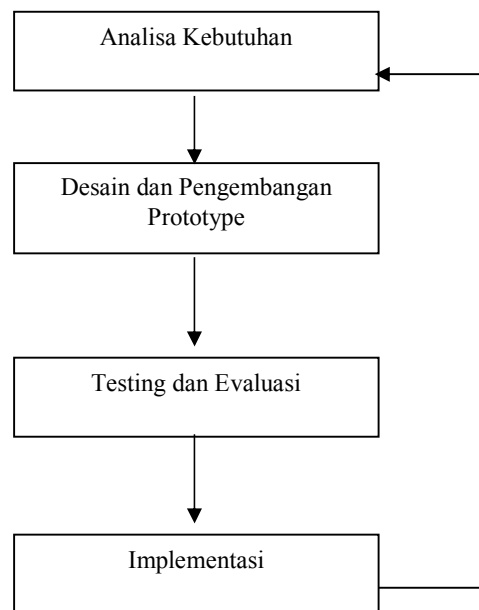 Analisa Kebutuhan
Desain dan Pengembangan
Prototype
Testing dan Evaluasi
Implementasi